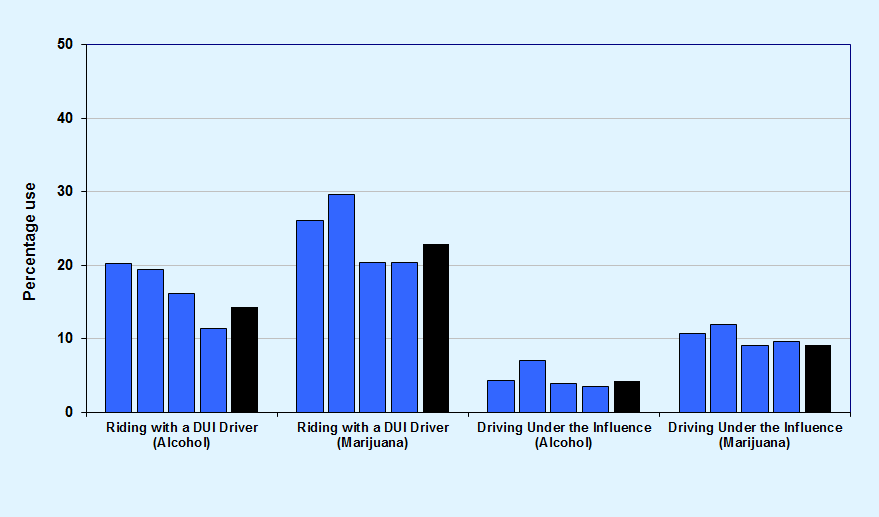 50
40
30
20
10
0
Percentage use
Riding with a DUI Driver
(Alcohol)
Riding with a DUI Driver
(Marijuana)
Driving Under the Influence
(Alcohol)
Driving Under the Influence
(Marijuana)